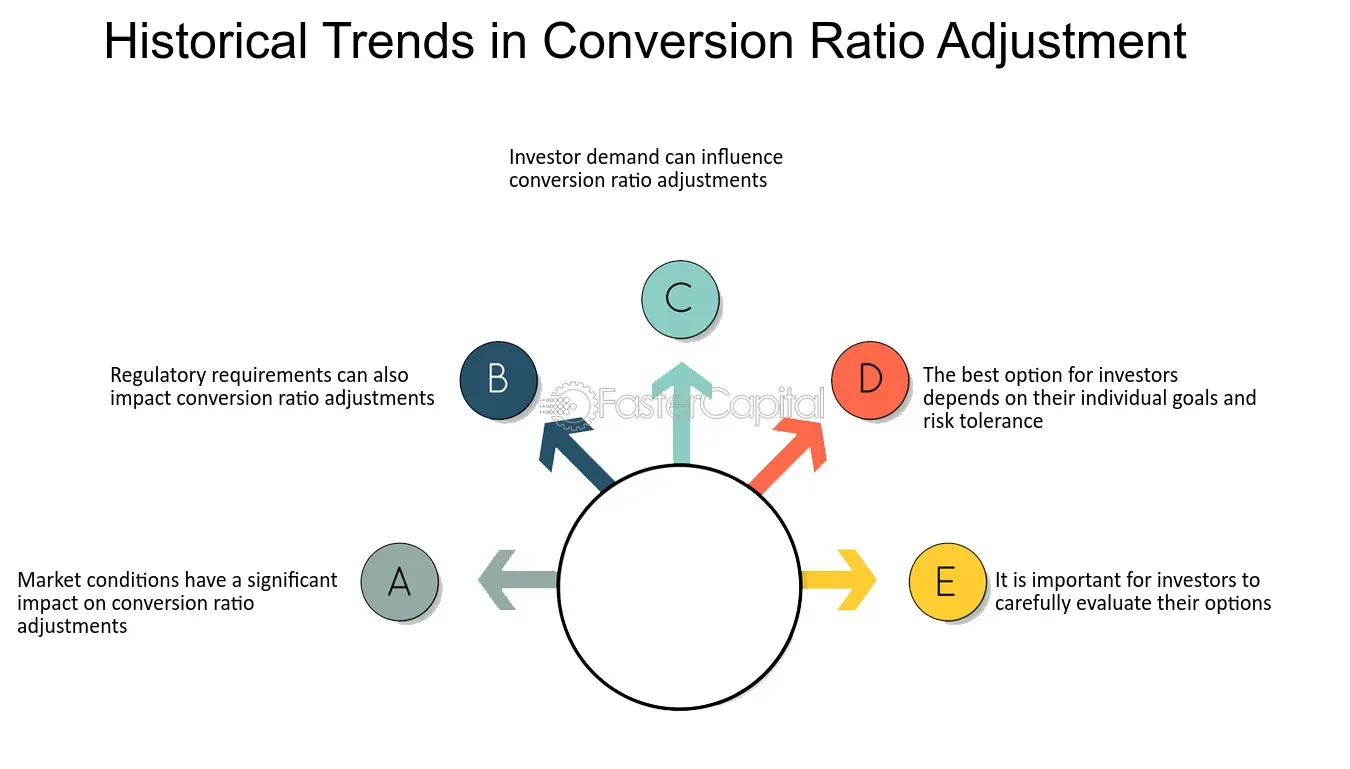 Historical Trends in Conversion Ratio Adjustment
Investor demand can influence
conversion ratio adjustments
C
B
Regulatory requirements can also
impact conversion ratio adjustments
D
The best option for investors
depends on their individual goals and
risk tolerance
FasterCapital
A
Market conditions have a significant
impact on conversion ratio
adjustments
E
It is important for investors to
carefully evaluate their options